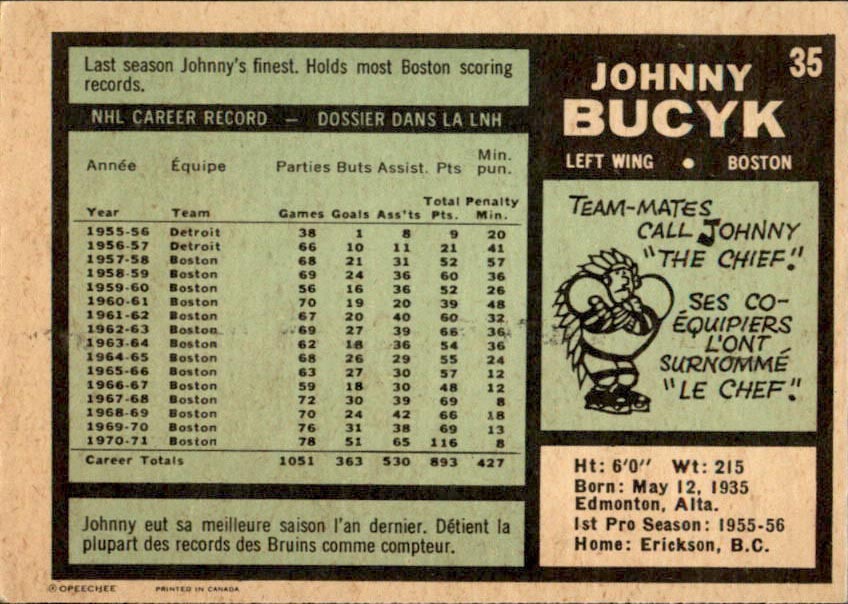 Last season Johnny's finest. Holds most Boston scoring
records.
NHL CAREER RECORD — DOSSIER DANS LA LNH
Année Équipe Parties Buts Assist. Pts Min. pun.
Year Team Games Goals Ass'ts Total Pts. Penalty Min.
1955-56 Detroit 38 1 8 9 20
1956-57 Detroit 66 10 11 21 41
1957-58 Boston 68 21 31 52 57
1958-59 Boston 69 24 36 60 36
1959-60 Boston 56 16 36 52 26
1960-61 Boston 70 19 20 39 48
1961-62 Boston 67 20 40 60 32
1962-63 Boston 69 27 39 66 36
1963-64 Boston 62 18 36 54 36
1964-65 Boston 68 26 29 55 24
1965-66 Boston 63 27 30 57 12
1966-67 Boston 59 18 30 48 12
1967-68 Boston 72 30 39 69 8
1968-69 Boston 70 24 42 66 18
1969-70 Boston 76 31 38 69 13
1970-71 Boston 78 51 65 116 8
Career Totals 1051 363 530 893 427
Johnny eut sa meilleure saison l'an dernier. Détient la
plupart des records des Bruins comme compteur.
© OPEECHEE PRINTED IN CANADA
35
JOHNNY
BUCYK
LEFT WING • BOSTON
TEAM-MATES
CALL JOHNNY
"THE CHIEF."
SES CO-
ÉQUIPIERS
L'ONT
SURNOMMÉ
"LE CHEF."
Ht: 6'0" Wt: 215
Born: May 12, 1935
Edmonton, Alta.
1st Pro Season: 1955-56
Home: Erickson, B.C.